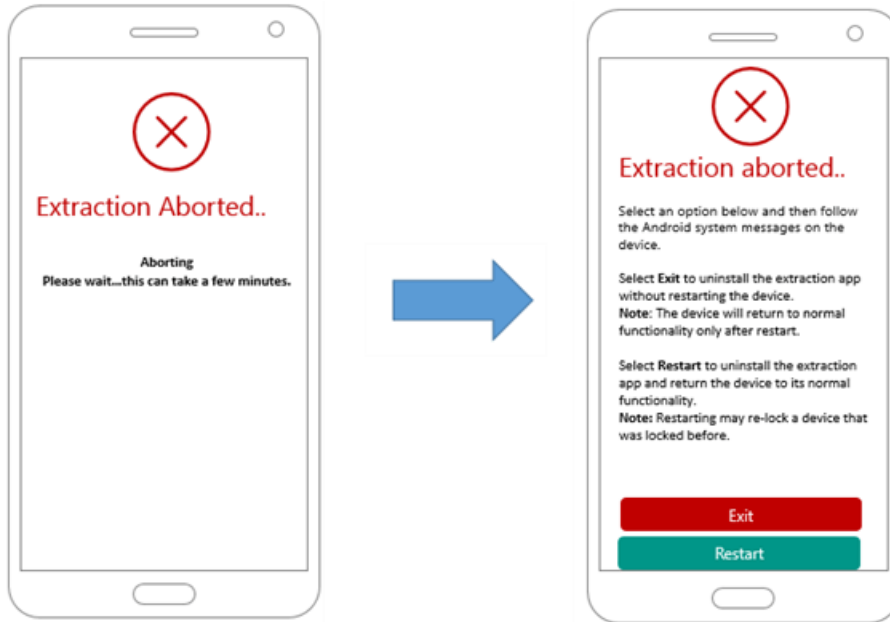 Extraction Aborted..
Aborting
Please wait...this can take a few minutes.
Extraction aborted..
Select an option below and then follow
the Android system messages on the
device.
Select Exit to uninstall the extraction app
without restarting the device.
Note: The device will return to normal
functionality only after restart.
Select Restart to uninstall the extraction
app and return the device to its normal
functionality.
Note: Restarting may re-lock a device that
was locked before.
Exit
Restart